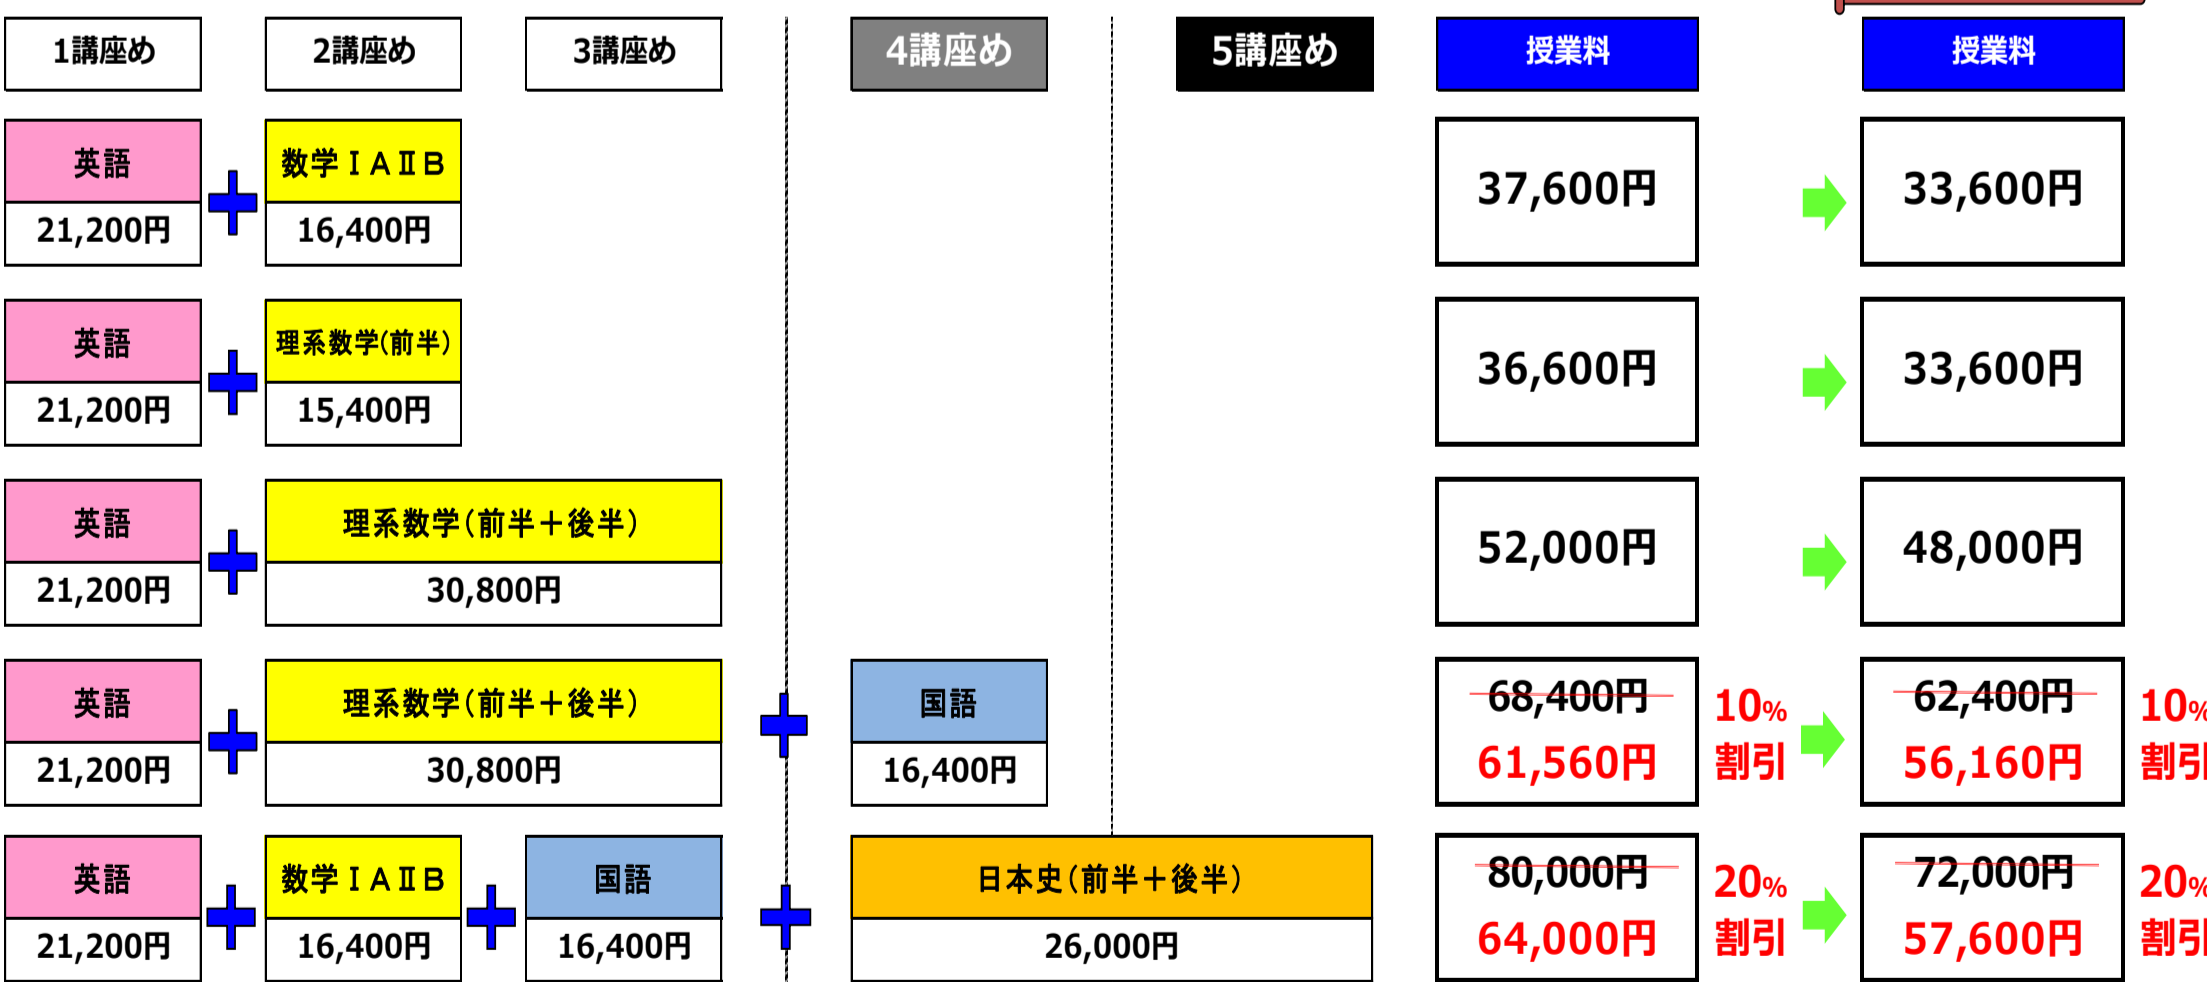 1講座め
2講座め
3講座め
4講座め
5講座め
授業料
授業料
英語
数学ⅠAⅡB
21,200円
16,400円
37,600円
33,600円
英語
理系数学(前半)
21,200円
15,400円
36,600円
33,600円
英語
理系数学(前半+後半)
21,200円
30,800円
52,000円
48,000円
英語
理系数学(前半+後半)
国語
21,200円
30,800円
16,400円
68,400円
61,560円
10%
割引
62,400円
56,160円
10%
割引
英語
数学ⅠAⅡB
国語
日本史(前半+後半)
21,200円
16,400円
16,400円
26,000円
80,000円
64,000円
20%
割引
72,000円
57,600円
20%
割引